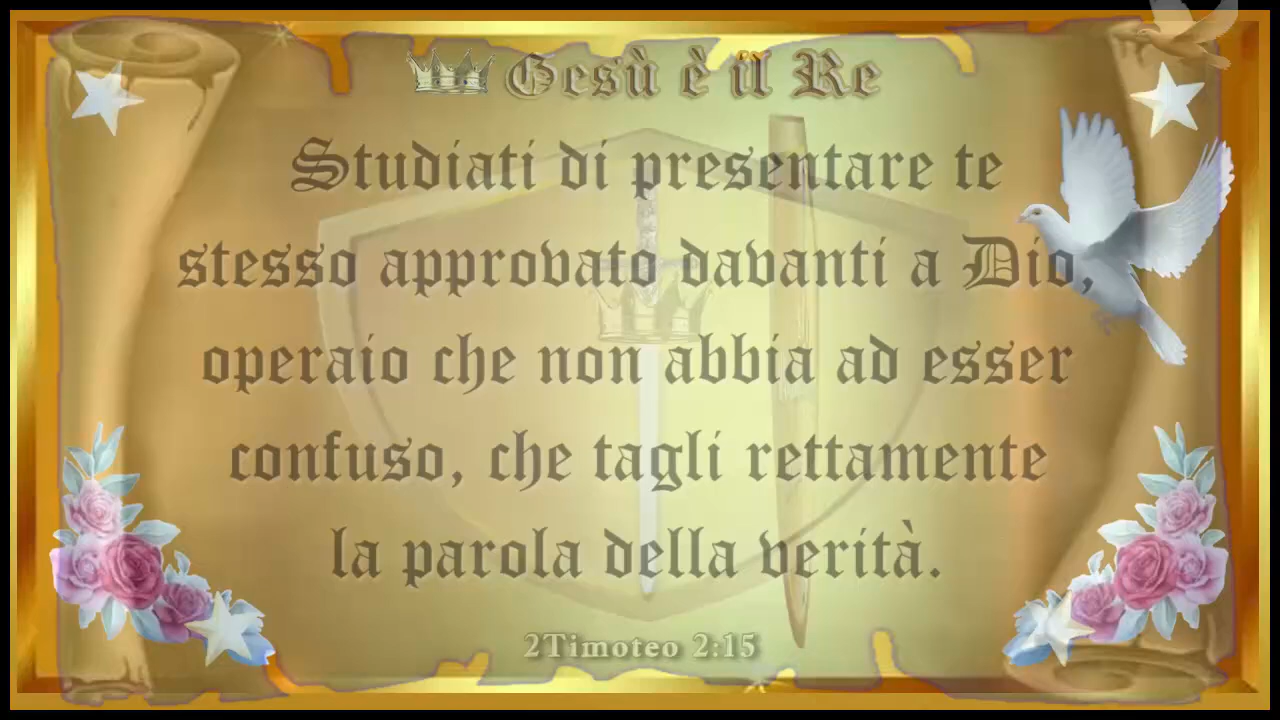 Gesù è il Re
Studiati di presentare te
stesso approvato davanti a Dio,
operaio che non abbia ad esser
confuso, che tagli rettamente
la parola della verità.
2Timoteo 2:15